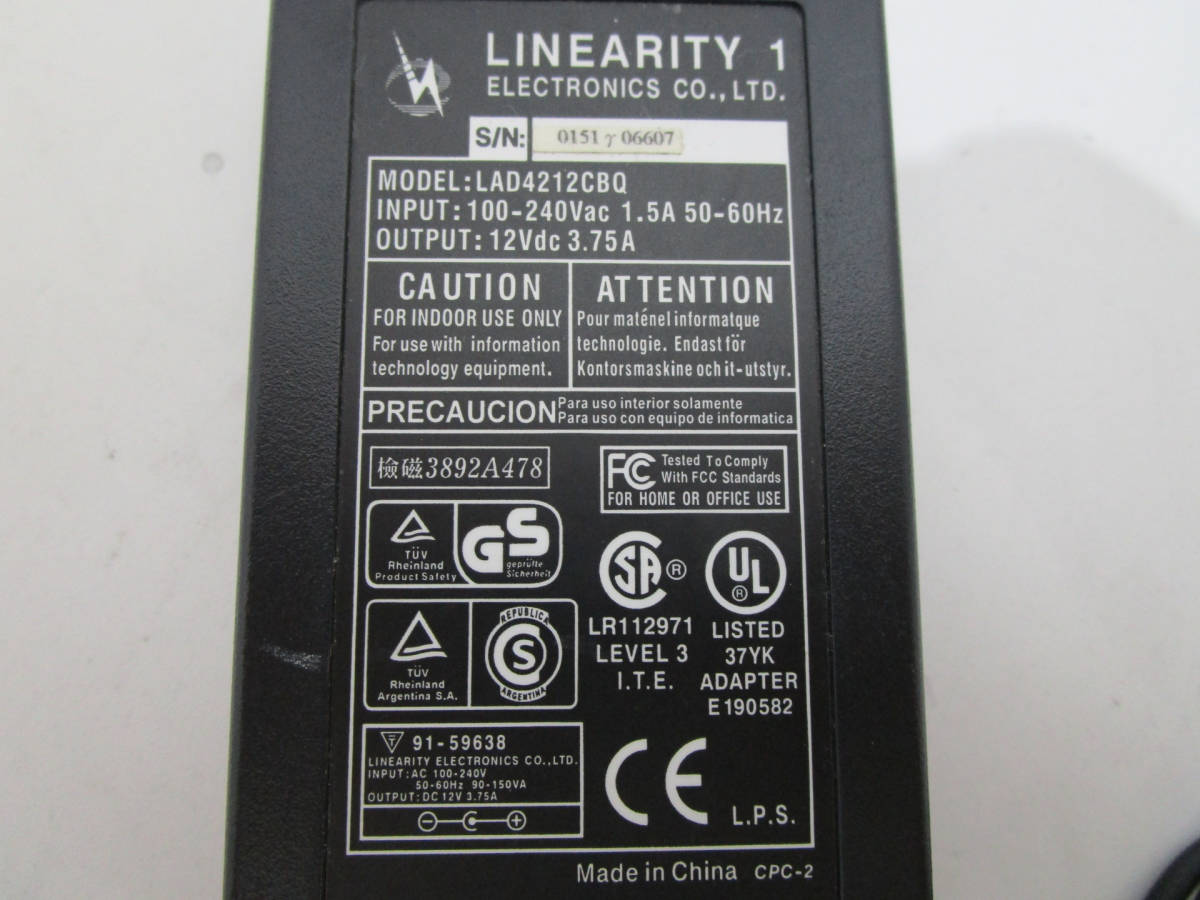 LINEARITY 1
ELECTRONICS CO., LTD.
S/N: 0151 γ 06607
MODEL: LAD4212CBQ
INPUT: 100-240Vac 1.5A 50-60Hz
OUTPUT: 12Vdc 3.75A
CAUTION
FOR INDOOR USE ONLY
For use with information
technology equipment.
ATTENTION
Pour maténel informatque
technologie. Endast för
Kontorsmaskine och it-utstyr.
PRECAUCION
Para uso interior solamente
Para uso con equipo de informatica
檢磁3892A478
FC Tested To Comply
With FCC Standards
FOR HOME OR OFFICE USE
TÜV
Rheinland
Product Safety
GS
geprüfte
Sicherheit
SA ®
LR112971
LEVEL 3
I.T.E.
UL ®
LISTED
37YK
ADAPTER
E190582
TÜV
Rheinland
Argentina S.A.
REPUBLICA
S
ARGENTINA
T 91-59638
LINEARITY ELECTRONICS CO., LTD.
INPUT: AC 100-240V
50-60Hz 90-150VA
OUTPUT: DC 12V 3.75A
CE
L.P.S.
Made in China CPC-2